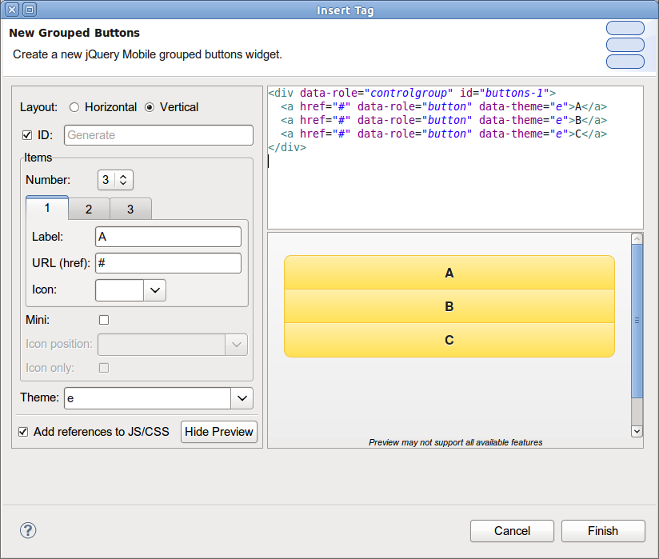 Insert Tag
New Grouped Buttons
Create a new jQuery Mobile grouped buttons widget.
Layout: Horizontal Vertical
ID: Generate
Items
Number: 3
1 2 3
Label: A
URL (href): #
Icon:
Mini:
Icon position:
Icon only:
Theme: e
Add references to JS/CSS Hide Preview
<div data-role="controlgroup" id="buttons-1">
<a href="#" data-role="button" data-theme="e">A</a>
<a href="#" data-role="button" data-theme="e">B</a>
<a href="#" data-role="button" data-theme="e">C</a>
</div>
A
B
C
Preview may not support all available features
? Cancel Finish